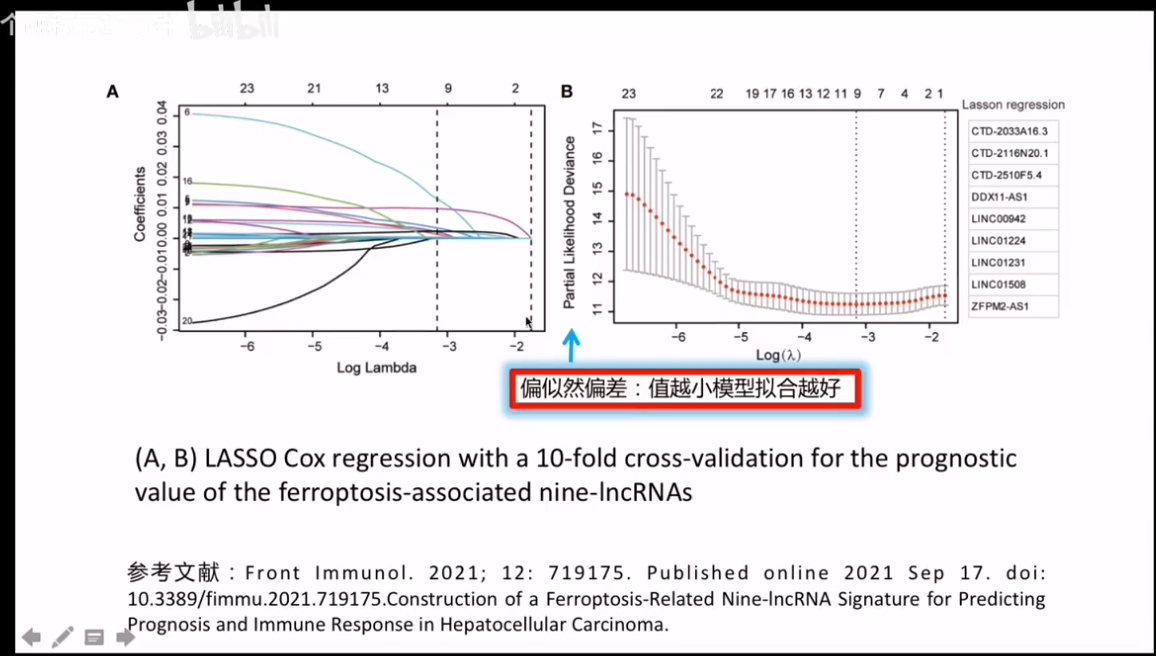 bilibili
A
23 21 13 9 2
Coefficients
0.04
0.03
0.02
0.01
0.00
−0.01
−0.02
−0.03
6
16
20
−6 −5 −4 −3 −2
Log Lambda
B
23 22 19 17 16 13 12 11 9 7 4 2 1
Partial Likelihood Deviance
17
16
15
14
13
12
11
−6 −5 −4 −3 −2
Log(λ)
Lasson regression
CTD-2033A16.3
CTD-2116N20.1
CTD-2510F5.4
DDX11-AS1
LINC00942
LINC01224
LINC01231
LINC01508
ZFPM2-AS1
偏似然偏差：值越小模型拟合越好
(A, B) LASSO Cox regression with a 10-fold cross-validation for the prognostic
value of the ferroptosis-associated nine-lncRNAs
参考文献：Front Immunol. 2021; 12: 719175. Published online 2021 Sep 17. doi:
10.3389/fimmu.2021.719175.Construction of a Ferroptosis-Related Nine-lncRNA Signature for Predicting
Prognosis and Immune Response in Hepatocellular Carcinoma.